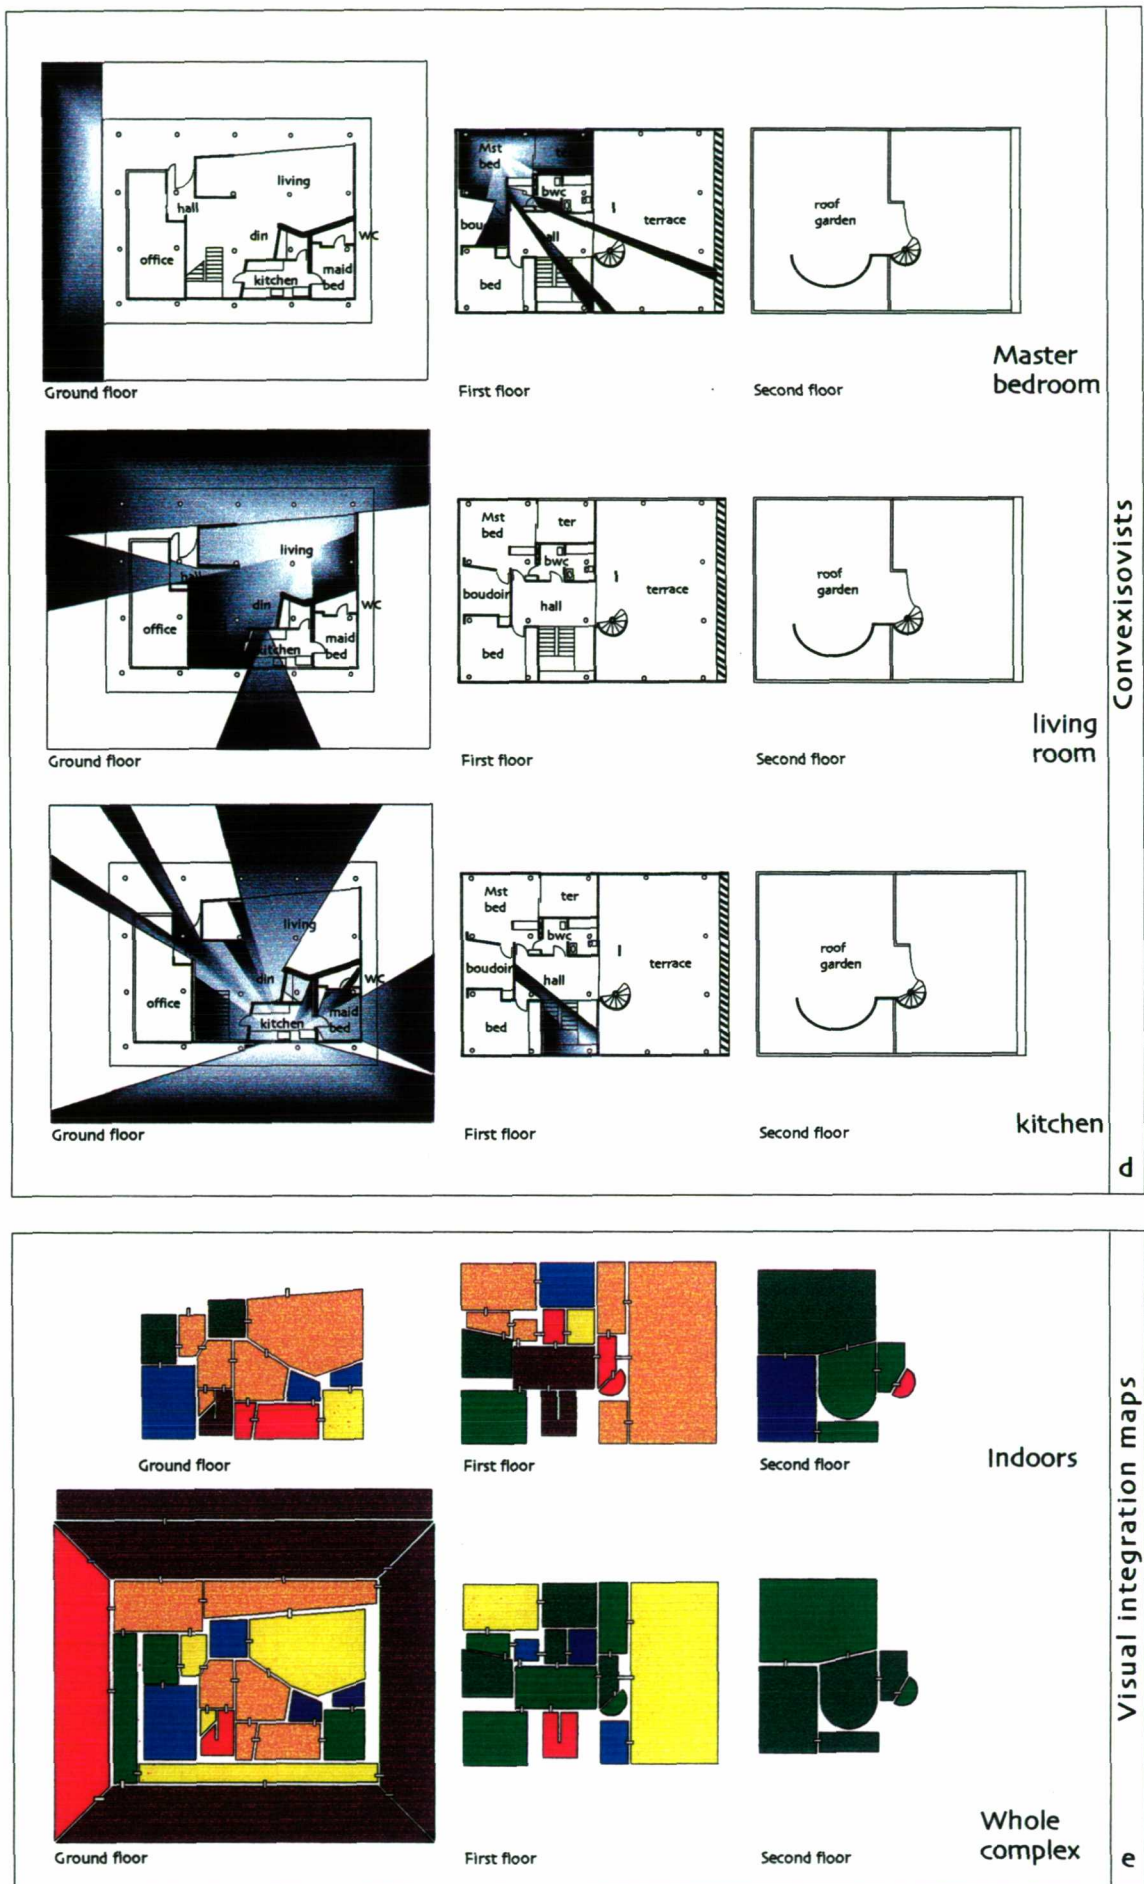 Mst
bed
te
living
bwc
hall
roof
garden
terrace
bou
all
din
WC
office
maid
bed
kitchen
bed
Master
bedroom
Ground floor
First floor
Second floor
Mst
bed
ter
living
bwc
roof
garden
hall
boudoir
terrace
din
WC
hall
office
maid
bed
kitchen
bed
living
room
Ground floor
First floor
Second floor
Convexisovists
Mst
bed
ter
living
bwc
roof
garden
boudoir
terrace
din
WC
hall
office
maid
bed
kitchen
bed
kitchen
Ground floor
First floor
Second floor
d
Indoors
Ground floor
First floor
Second floor
Visual integration maps
Whole
complex
Ground floor
First floor
Second floor
e